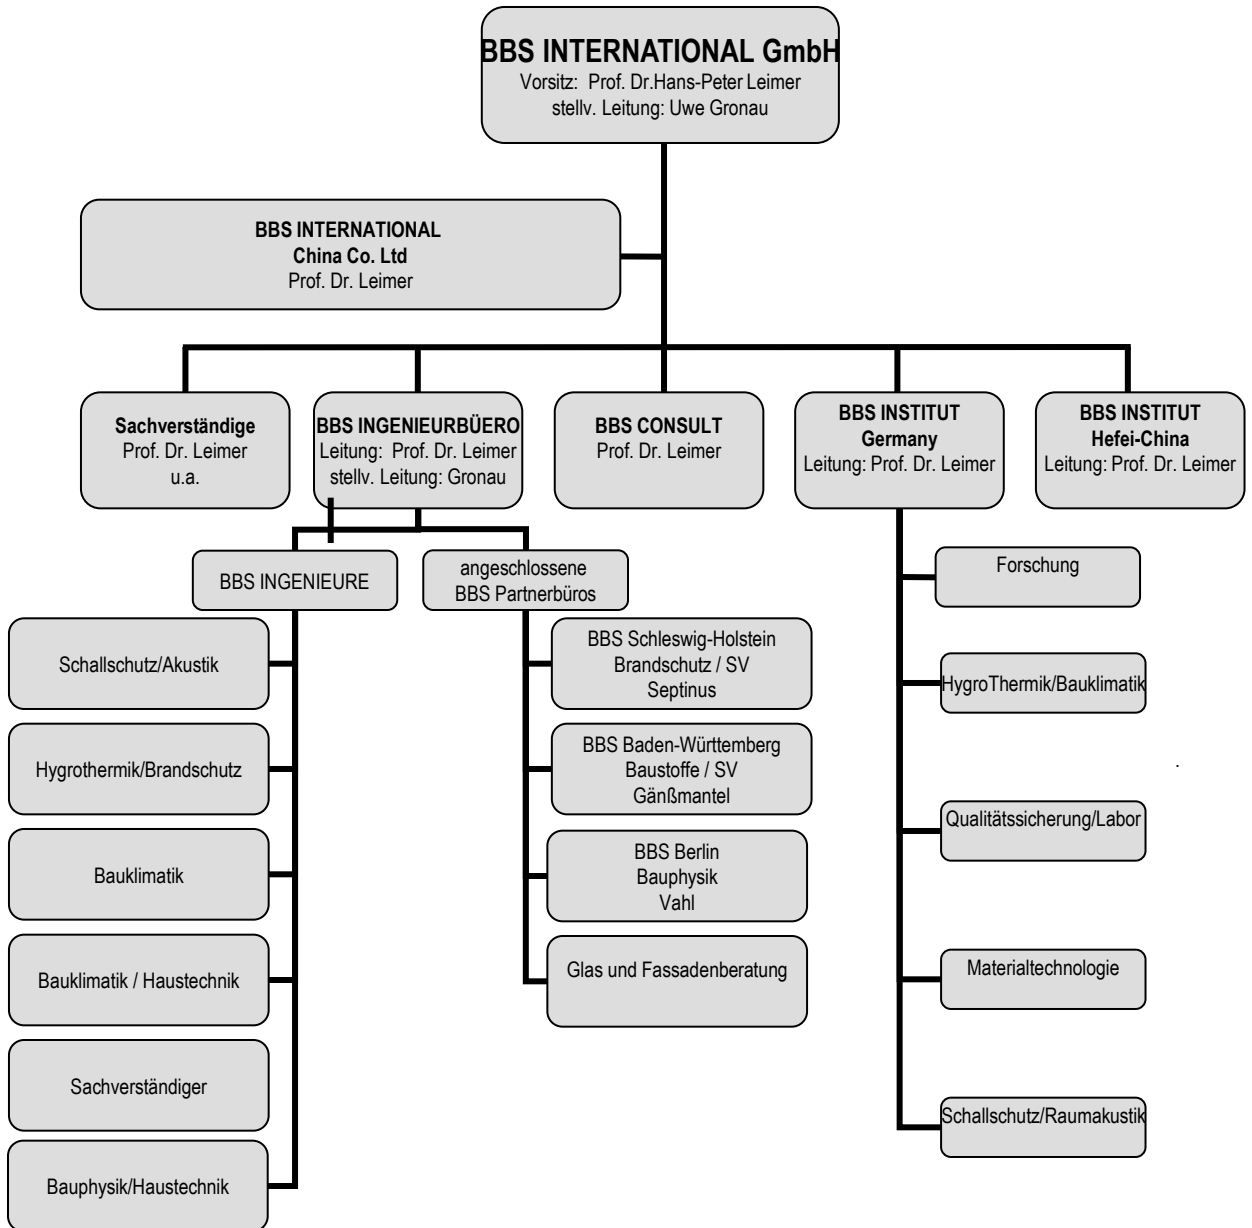 BBS INTERNATIONAL GmbH
Vorsitz: Prof. Dr.Hans-Peter Leimer
stellv. Leitung: Uwe Gronau
BBS INTERNATIONAL
China Co. Ltd
Prof. Dr. Leimer
Sachverständige
Prof. Dr. Leimer
u.a.
BBS INGENIEURBÜERO
Leitung: Prof. Dr. Leimer
stellv. Leitung: Gronau
BBS CONSULT
Prof. Dr. Leimer
BBS INSTITUT
Germany
Leitung: Prof. Dr. Leimer
BBS INSTITUT
Hefei-China
Leitung: Prof. Dr. Leimer
BBS INGENIEURE
angeschlossene
BBS Partnerbüros
Schallschutz/Akustik
Hygrothermik/Brandschutz
Bauklimatik
Bauklimatik / Haustechnik
Sachverständiger
Bauphysik/Haustechnik
BBS Schleswig-Holstein
Brandschutz / SV
Septinus
BBS Baden-Württemberg
Baustoffe / SV
Gänßmantel
BBS Berlin
Bauphysik
Vahl
Glas und Fassadenberatung
Forschung
HygroThermik/Bauklimatik
Qualitätssicherung/Labor
Materialtechnologie
Schallschutz/Raumakustik